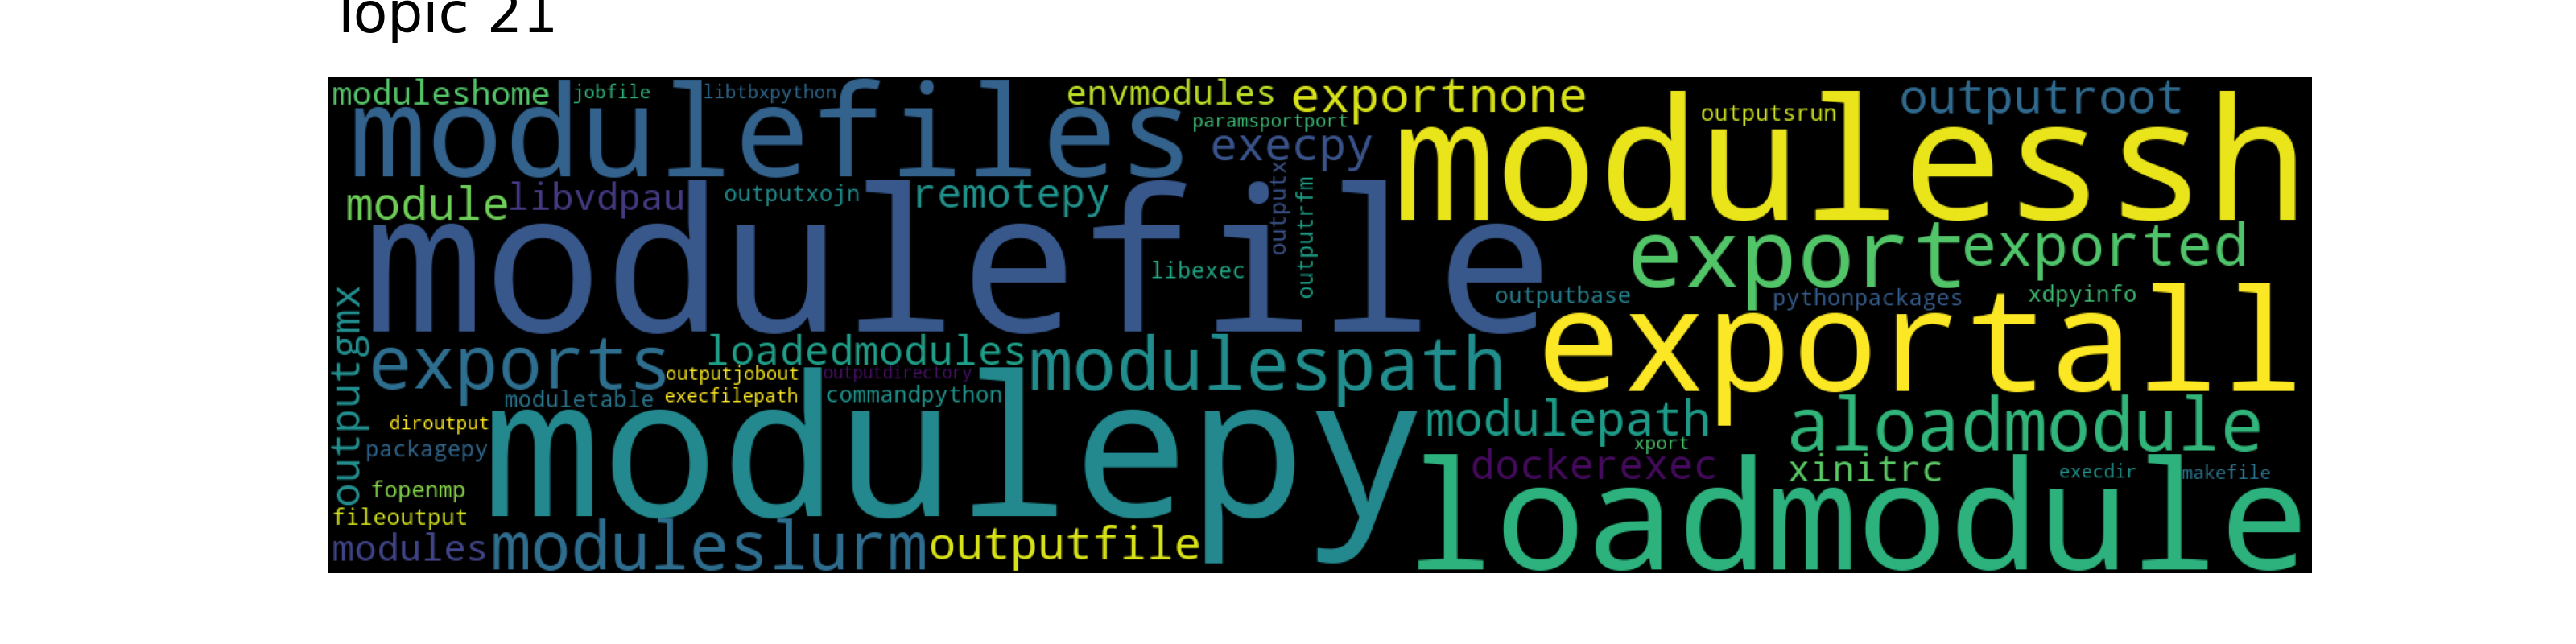 Topic 21
moduleshome
jobfile
libtbxpython
envmodules
exportnone
outputroot
modulefiles
paramsportport
outputsrun
execpy
modulessh
module
libvdpau
outputxojn
remotepy
outputx
outputrfm
modulefile
libexec
export
exported
outputbase
pythonpackages
xdpyinfo
exportall
outputgmx
exports
loadedmodules
modulespath
outputjobout
outputdirectory
moduletable
execfilepath
commandpython
modulepath
aloadmodule
diroutput
packagepy
modulepy
xport
dockerexec
xinitrc
execdir
makefile
fopenmp
fileoutput
loadmodule
modules
moduleslurm
outputfile